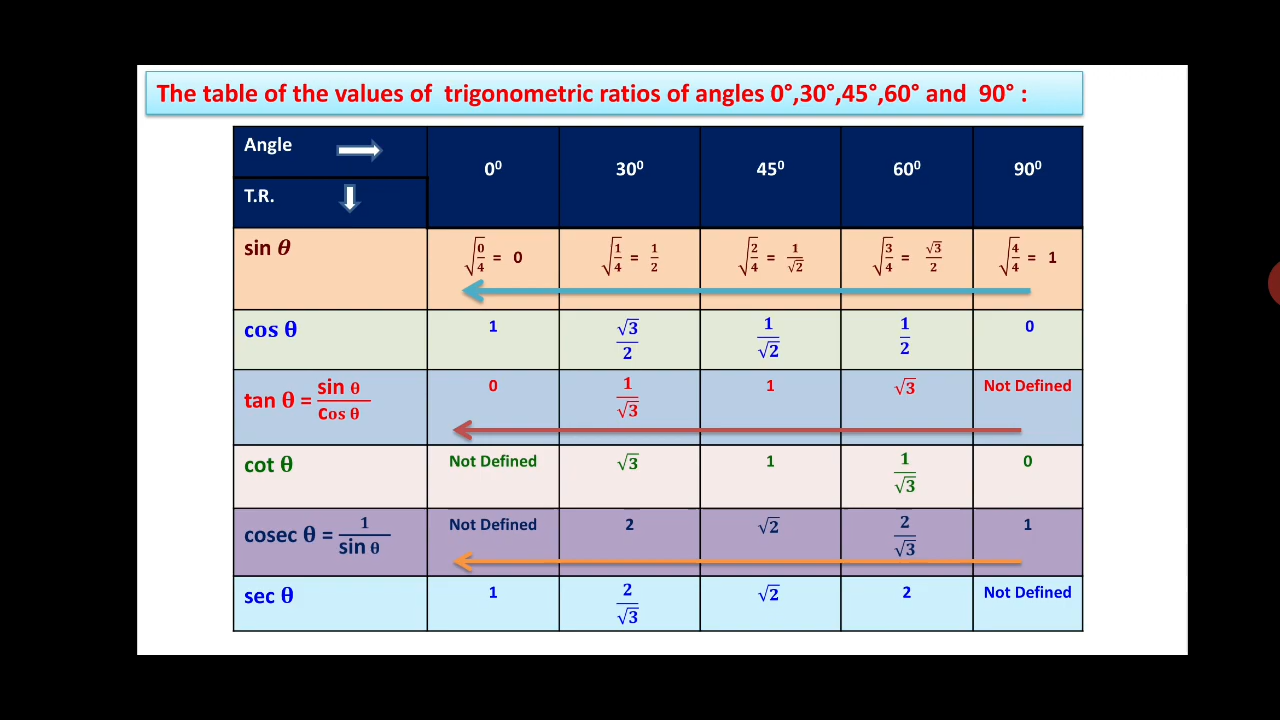 The table of the values of trigonometric ratios of angles 0°,30°,45°,60° and 90° :
Angle 0⁰ 30⁰ 45⁰ 60⁰ 90⁰
T.R.
sin θ √(0/4) = 0 √(1/4) = 1/2 √(2/4) = 1/√2 √(3/4) = √3/2 √(4/4) = 1
cos θ 1 √3/2 1/√2 1/2 0
tan θ = sin θ/cos θ 0 1/√3 1 √3 Not Defined
cot θ Not Defined √3 1 1/√3 0
cosec θ = 1/sin θ Not Defined 2 √2 2/√3 1
sec θ 1 2/√3 √2 2 Not Defined